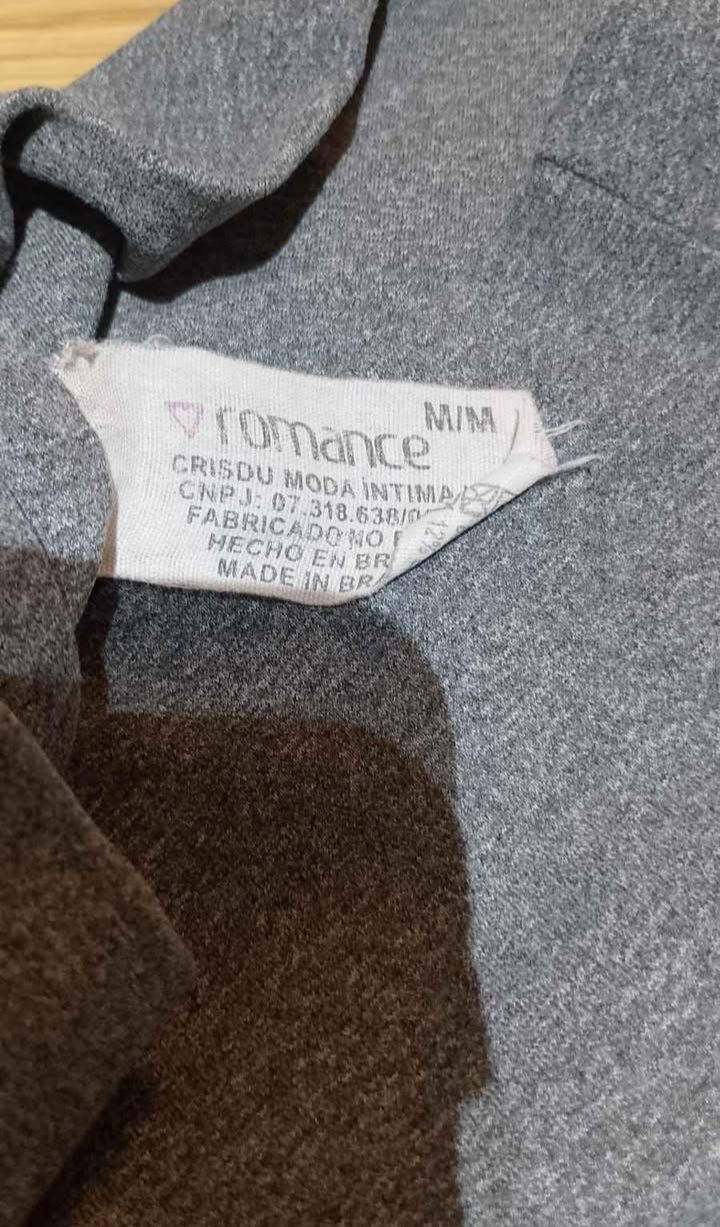 M/M
romance
CRISDU MODA INTIMA
CNPJ: 07.318.638/0
FABRICADO NO
HECHO EN BR
MADE IN BR